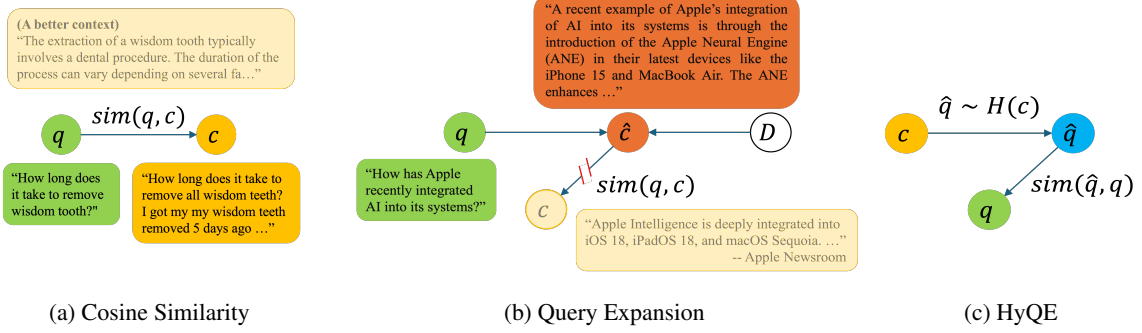 (A better context)
“The extraction of a wisdom tooth typically
involves a dental procedure. The duration of the
process can vary depending on several fa…”
q
sim(q, c)
c
“How long does
it take to remove
wisdom tooth?"
“How long does it take to
remove all wisdom teeth?
I got my my wisdom teeth
removed 5 days ago …”
(a) Cosine Similarity
“A recent example of Apple’s integration
of AI into its systems is through the
introduction of the Apple Neural Engine
(ANE) in their latest devices like the
iPhone 15 and MacBook Air. The ANE
enhances …”
q
ĉ
D
“How has Apple
recently integrated
AI into its systems?”
sim(q, c)
c
“Apple Intelligence is deeply integrated into
iOS 18, iPadOS 18, and macOS Sequoia. …”
-- Apple Newsroom
(b) Query Expansion
c
q̂ ~ H(c)
q̂
sim(q̂, q)
q
(c) HyQE